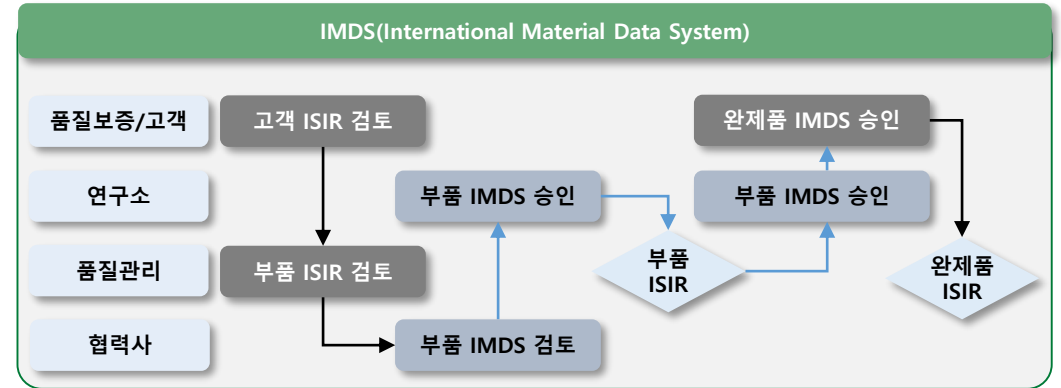 IMDS(International Material Data System)
품질보증/고객
고객 ISIR 검토
완제품 IMDS 승인
연구소
부품 IMDS 승인
부품 IMDS 승인
품질관리
부품 ISIR 검토
부품
ISIR
완제품
ISIR
협력사
부품 IMDS 검토